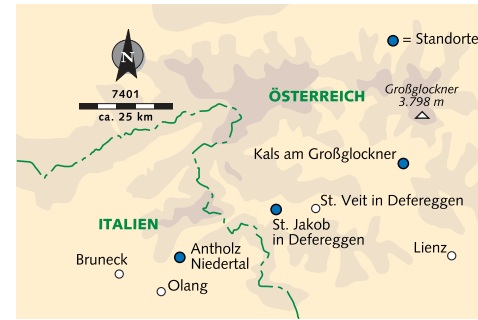 = Standorte
N
7401
ca. 25 km
ÖSTERREICH
Großglockner
3.798 m
Kals am Großglockner
St. Veit in Defereggen
St. Jakob
in Defereggen
ITALIEN
Antholz
Niedertal
Lienz
Bruneck
Olang